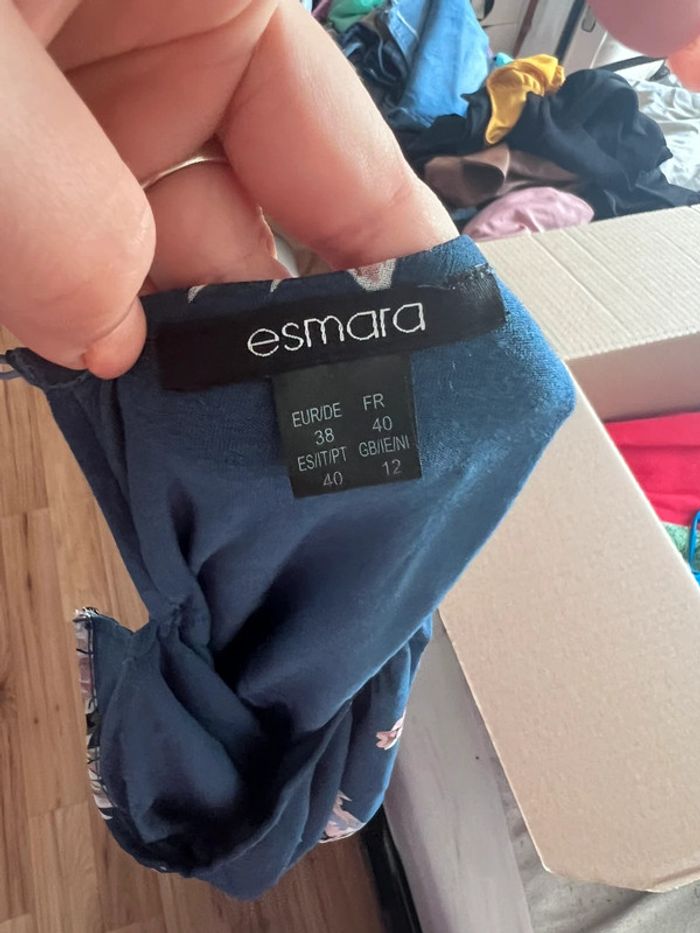 esmara
EUR/DE FR
38 40
ES/IT/PT GB/IE/NI
40 12